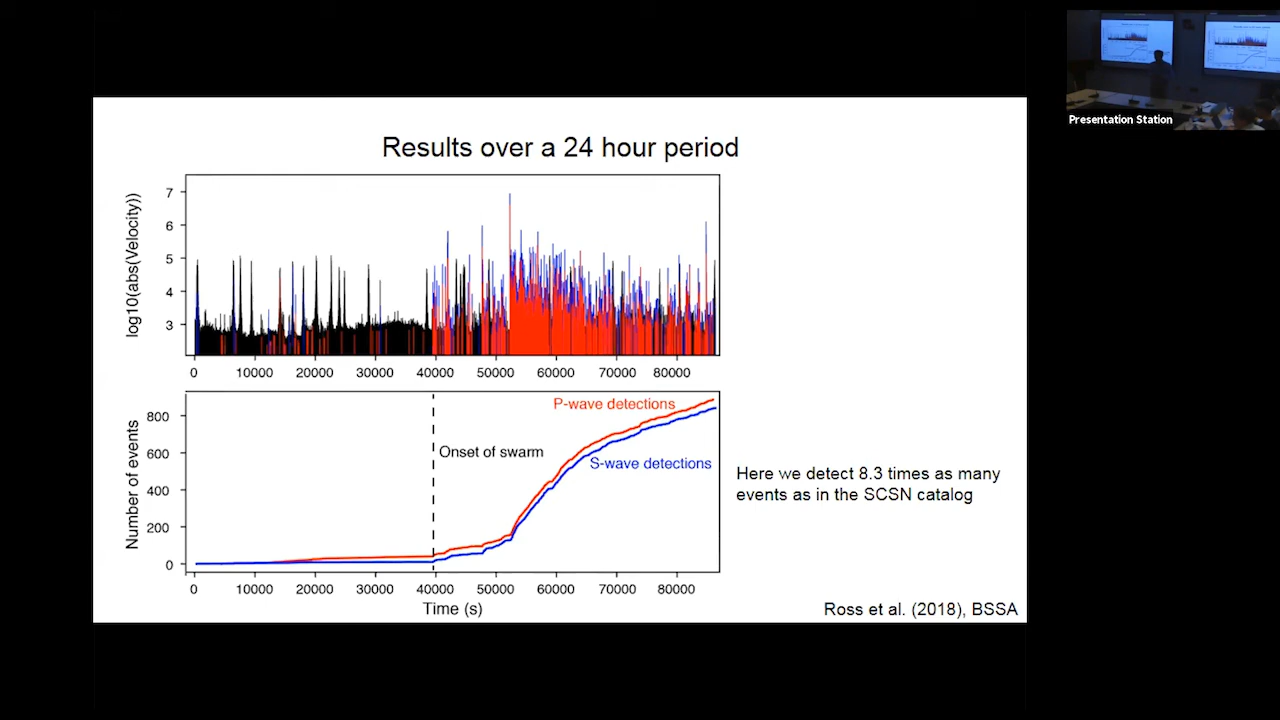 Presentation Station
Results over a 24 hour period
log10(abs(Velocity))
7
6
5
4
3
0 10000 20000 30000 40000 50000 60000 70000 80000
Number of events
800
600
400
200
0
P-wave detections
Onset of swarm
S-wave detections
0 10000 20000 30000 40000 50000 60000 70000 80000
Time (s)
Here we detect 8.3 times as many
events as in the SCSN catalog
Ross et al. (2018), BSSA